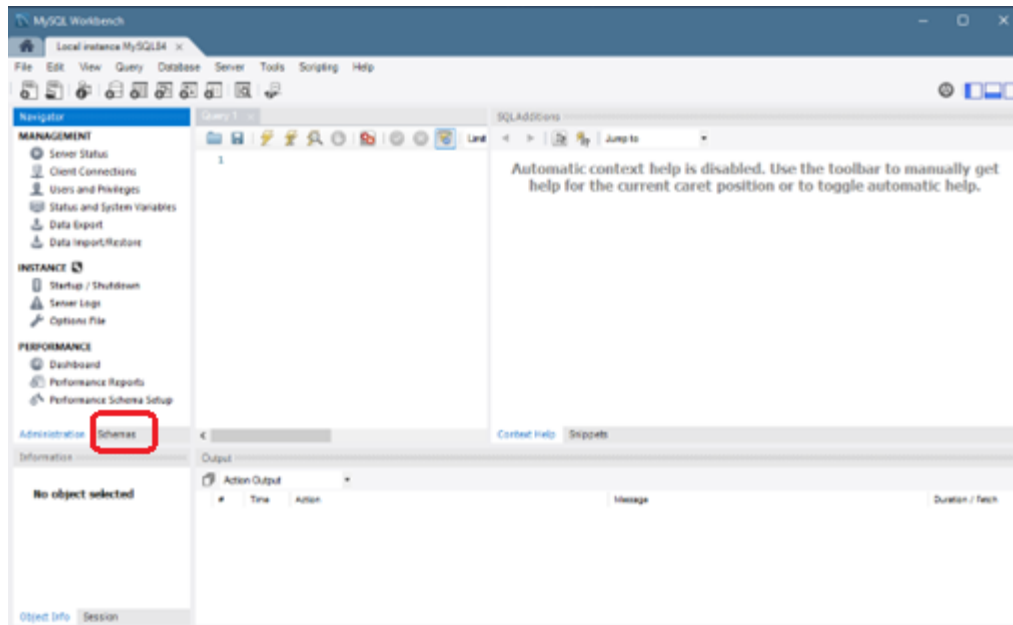 MySQL Workbench
Local instance MySQL84 ×
File Edit View Query Database Server Tools Scripting Help
Navigator
MANAGEMENT
Server Status
Client Connections
Users and Privileges
Status and System Variables
Data Export
Data Import/Restore
INSTANCE
Startup / Shutdown
Server Logs
Options File
PERFORMANCE
Dashboard
Performance Reports
Performance Schema Setup
Administration Schemas
Query 1 ×
Limit
1
SQLAdditions
Jump to
Automatic context help is disabled. Use the toolbar to manually get
help for the current caret position or to toggle automatic help.
Context Help Snippets
Information
No object selected
Object Info Session
Output
Action Output
# Time Action Message Duration / Fetch